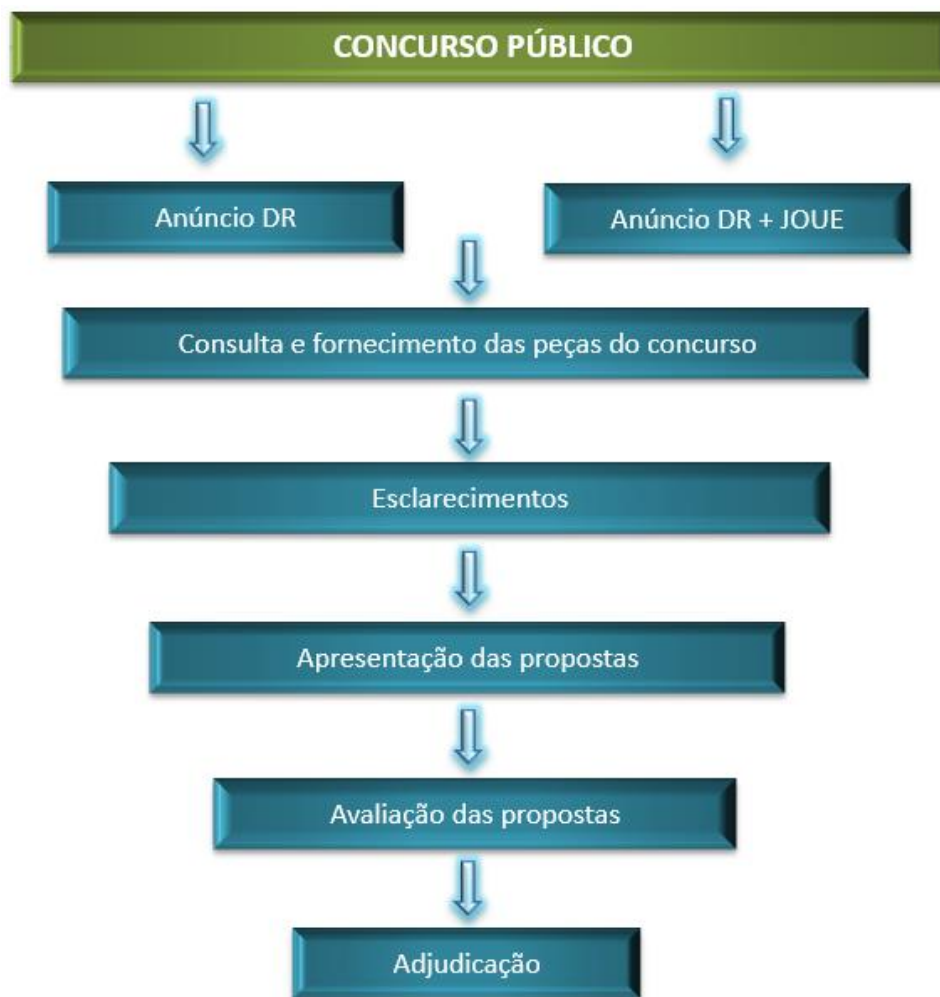 CONCURSO PÚBLICO
Anúncio DR
Anúncio DR + JOUE
Consulta e fornecimento das peças do concurso
Esclarecimentos
Apresentação das propostas
Avaliação das propostas
Adjudicação